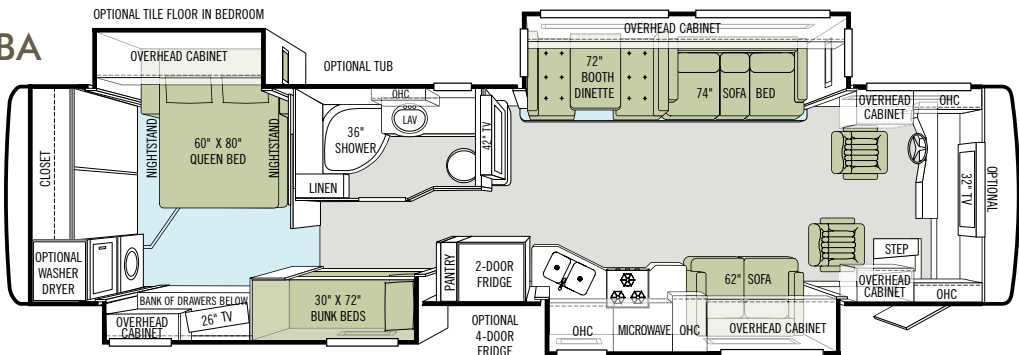 OPTIONAL TILE FLOOR IN BEDROOM
BA
OVERHEAD CABINET
OPTIONAL TUB
OVERHEAD CABINET
72"
BOOTH
DINETTE
74" SOFA BED
CLOSET
NIGHTSTAND
60" X 80"
QUEEN BED
NIGHTSTAND
OHC
LAV
36"
SHOWER
LINEN
42" TV
OVERHEAD
CABINET
OHC
OPTIONAL
32" TV
STEP
OPTIONAL
WASHER
DRYER
BANK OF DRAWERS BELOW
OVERHEAD
CABINET
26" TV
30" X 72"
BUNK BEDS
PANTRY
2-DOOR
FRIDGE
OPTIONAL
4-DOOR
FRIDGE
OHC
MICROWAVE
OHC
62" SOFA
OVERHEAD CABINET
OVERHEAD
CABINET
OHC